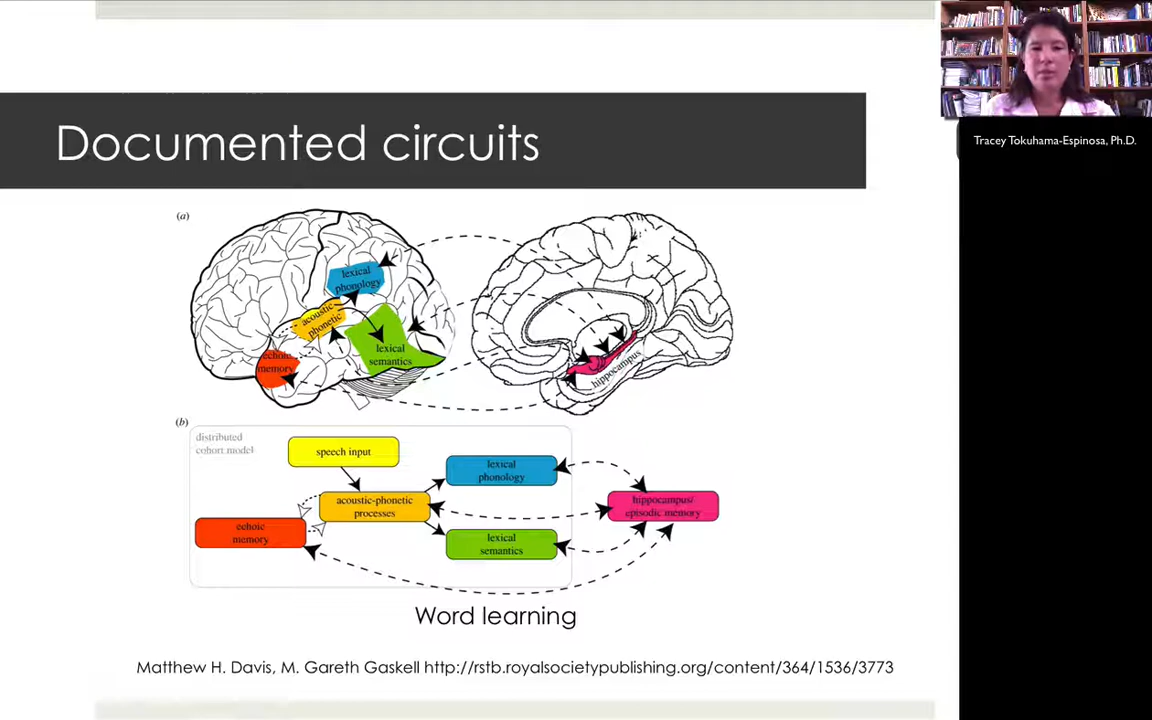 Tracey Tokuhama-Espinosa, Ph.D.
Documented circuits
(a)
lexical
phonology
acoustic
phonetic
echoic
memory
lexical
semantics
hippocampus
(b)
distributed
cohort model
speech input
lexical
phonology
acoustic-phonetic
processes
hippocampus/
episodic memory
echoic
memory
lexical
semantics
Word learning
Matthew H. Davis, M. Gareth Gaskell http://rstb.royalsocietypublishing.org/content/364/1536/3773